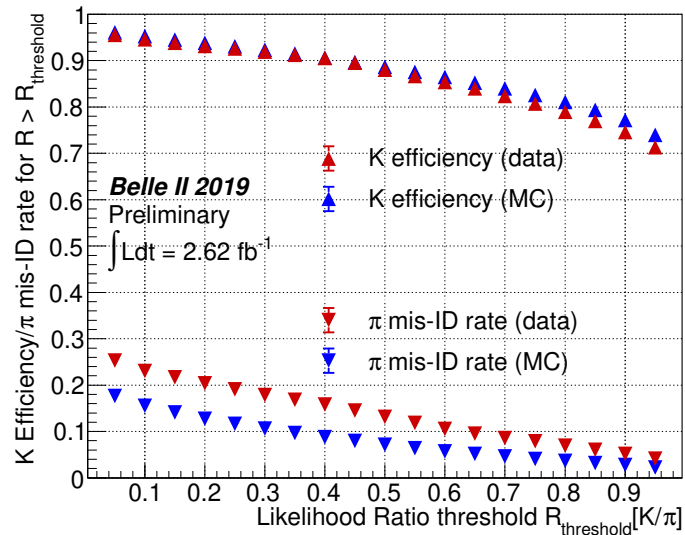 K Efficiency/π mis-ID rate for R > R_threshold
1
0.9
0.8
0.7
0.6
0.5
0.4
0.3
0.2
0.1
0
K efficiency (data)
K efficiency (MC)
Belle II 2019
Preliminary
∫Ldt = 2.62 fb⁻¹
π mis-ID rate (data)
π mis-ID rate (MC)
0.1 0.2 0.3 0.4 0.5 0.6 0.7 0.8 0.9
Likelihood Ratio threshold R_threshold[K/π]